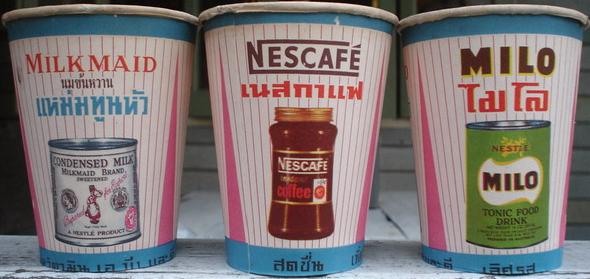 MILKMAID
นมข้นหวาน
แหม่มทูนหัว
CONDENSED MILK
MILKMAID BRAND
SWEETENED
A NESTLÉ PRODUCT
NESCAFÉ
เนสกาแฟ
NESCAFÉ
coffee
สดชื่น
MILO
ไมโล
NESTLÉ
MILO
TONIC FOOD
DRINK
เลิศรส